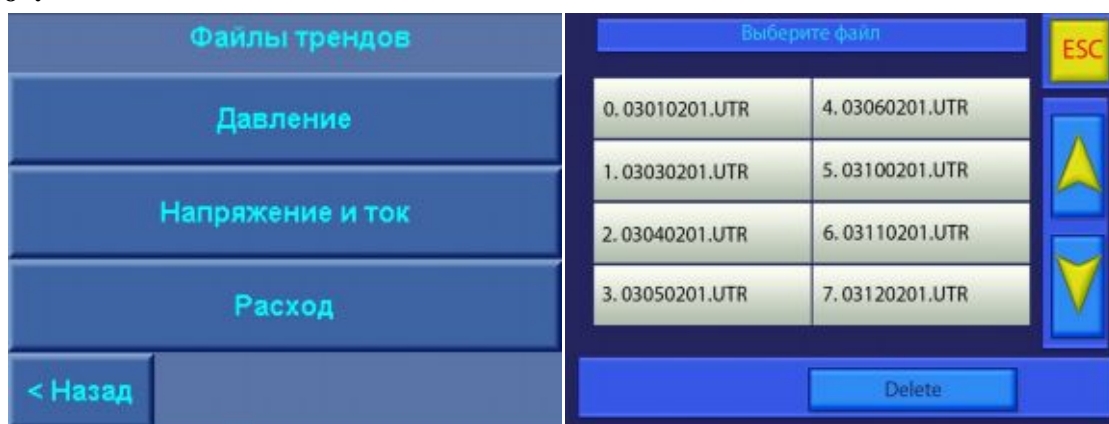 Файлы трендов
Давление
Напряжение и ток
Расход
< Назад
Выберите файл
ESC
0. 03010201.UTR
4. 03060201.UTR
1. 03030201.UTR
5. 03100201.UTR
2. 03040201.UTR
6. 03110201.UTR
3. 03050201.UTR
7. 03120201.UTR
Delete